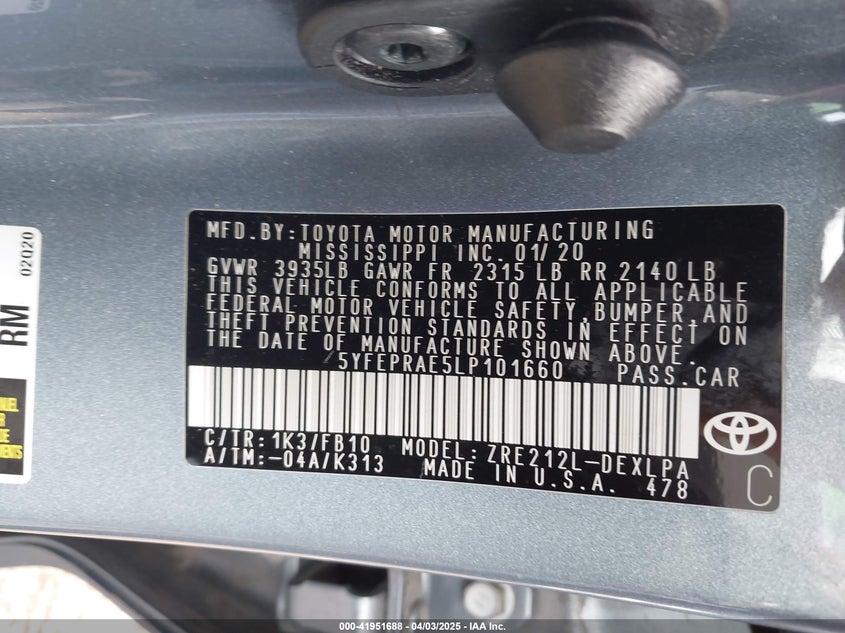 MFD.BY:TOYOTA MOTOR MANUFACTURING
MISSISSIPPI INC. 01/20
GVWR 3935LB GAWR FR 2315 LB RR 2140LB
THIS VEHICLE CONFORMS TO ALL APPLICABLE
FEDERAL MOTOR VEHICLE SAFETY,BUMPER,AND
THEFT PREVENTION STANDARDS IN EFFECT ON
THE DATE OF MANUFACTURE SHOWN ABOVE.
5YFEPRAE5LP101660 PASS.CAR
C/TR:1K3/FB10 MODEL:ZRE212L-DEXLPA
A/TM:-04A/K313 MADE IN U.S.A. 478
C
02020
RM
000-41951688 - 04/03/2025 - IAA Inc.